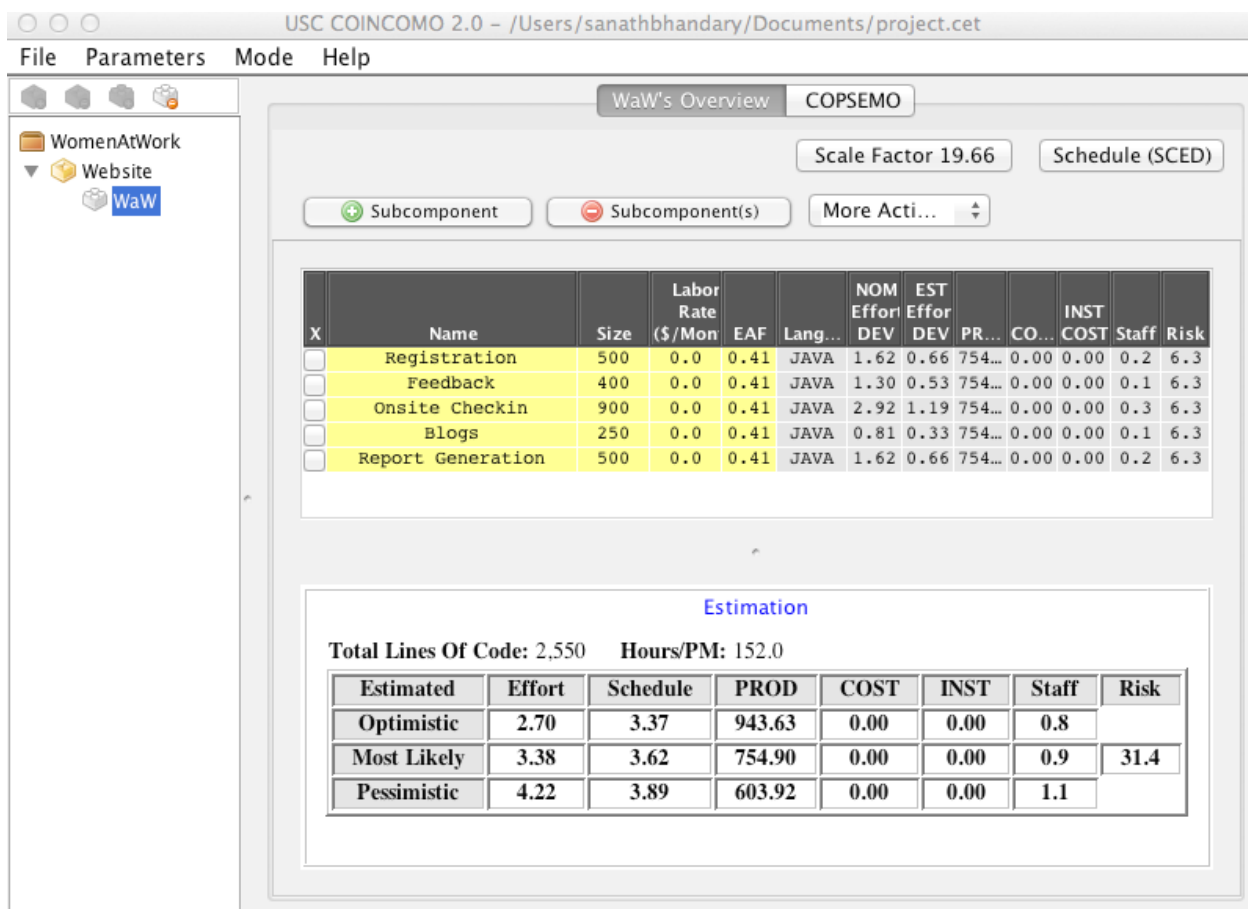 USC COINCOMO 2.0 – /Users/sanathbhandary/Documents/project.cet
File Parameters Mode Help
WaW's Overview COPSEMO
WomenAtWork
Website
WaW
Scale Factor 19.66 Schedule (SCED)
Subcomponent Subcomponent(s) More Acti...
X Name Size Labor Rate ($/Mon EAF Lang... NOM Effort DEV EST Effor DEV PR... CO... INST COST Staff Risk
Registration 500 0.0 0.41 JAVA 1.62 0.66 754… 0.00 0.00 0.2 6.3
Feedback 400 0.0 0.41 JAVA 1.30 0.53 754… 0.00 0.00 0.1 6.3
Onsite Checkin 900 0.0 0.41 JAVA 2.92 1.19 754… 0.00 0.00 0.3 6.3
Blogs 250 0.0 0.41 JAVA 0.81 0.33 754… 0.00 0.00 0.1 6.3
Report Generation 500 0.0 0.41 JAVA 1.62 0.66 754… 0.00 0.00 0.2 6.3
Estimation
Total Lines Of Code: 2,550 Hours/PM: 152.0
Estimated Effort Schedule PROD COST INST Staff Risk
Optimistic 2.70 3.37 943.63 0.00 0.00 0.8
Most Likely 3.38 3.62 754.90 0.00 0.00 0.9 31.4
Pessimistic 4.22 3.89 603.92 0.00 0.00 1.1